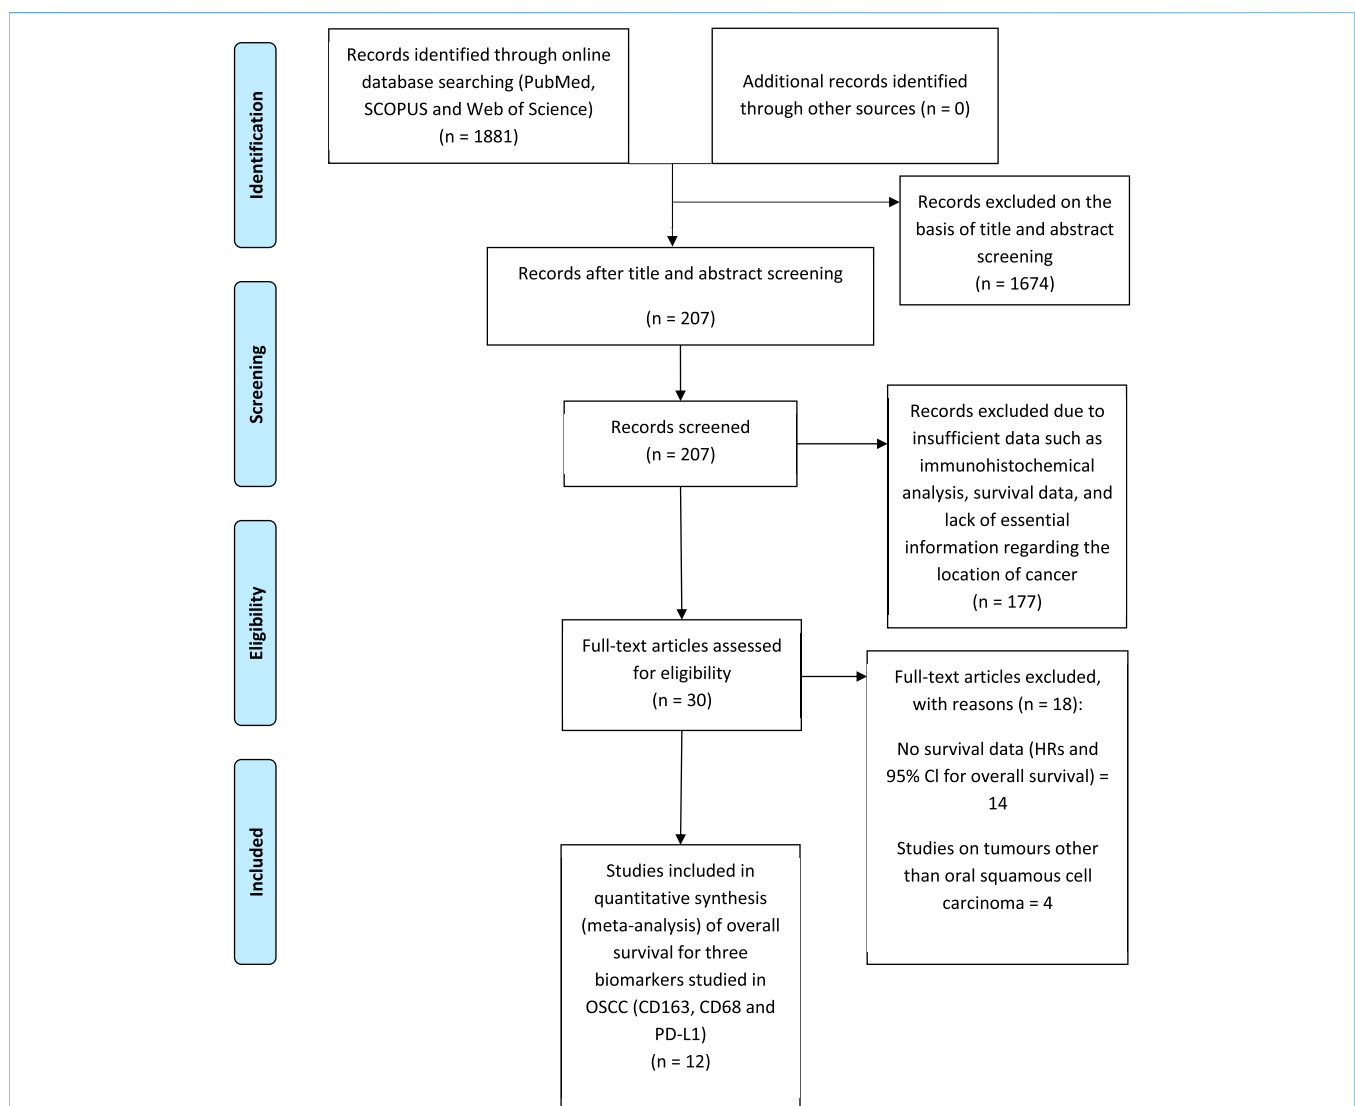 Identification
Records identified through online
database searching (PubMed,
SCOPUS and Web of Science)
(n = 1881)
Additional records identified
through other sources (n = 0)
Records excluded on the
basis of title and abstract
screening
(n = 1674)
Records after title and abstract screening
(n = 207)
Screening
Records screened
(n = 207)
Records excluded due to
insufficient data such as
immunohistochemical
analysis, survival data, and
lack of essential
information regarding the
location of cancer
(n = 177)
Eligibility
Full-text articles assessed
for eligibility
(n = 30)
Full-text articles excluded,
with reasons (n = 18):
No survival data (HRs and
95% Cl for overall survival) =
14
Studies on tumours other
than oral squamous cell
carcinoma = 4
Included
Studies included in
quantitative synthesis
(meta-analysis) of overall
survival for three
biomarkers studied in
OSCC (CD163, CD68 and
PD-L1)
(n = 12)